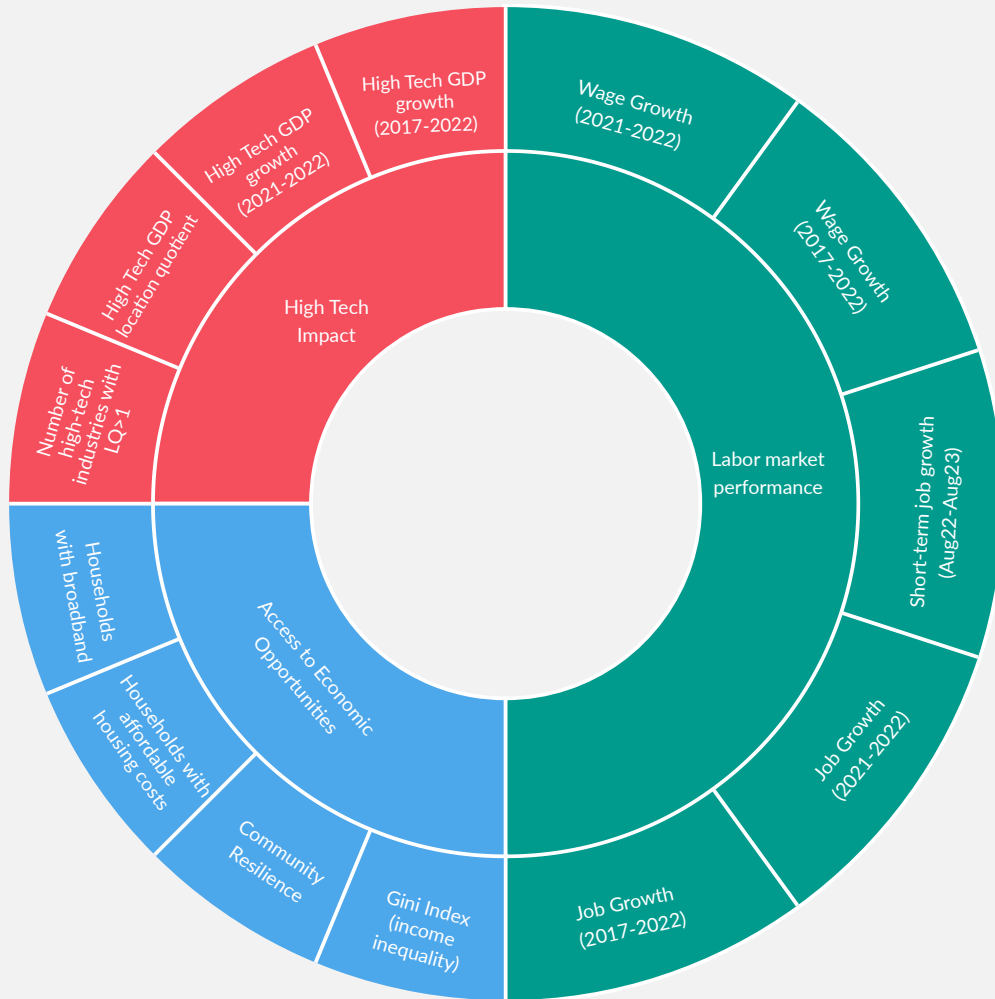 High Tech GDP
growth
(2017-2022)
Wage Growth
(2021-2022)
Wage Growth
(2017-2022)
Short-term job growth
(Aug22-Aug23)
Job Growth
(2021-2022)
Job Growth
(2017-2022)
Gini Index
(income
inequality)
Community
Resilience
Households with
affordable
housing costs
Households
with broadband
Number of
high-tech
industries with
LQ>1
High Tech GDP
location quotient
High Tech GDP
growth
(2021-2022)
High Tech
Impact
Labor market
performance
Access to Economic
Opportunities